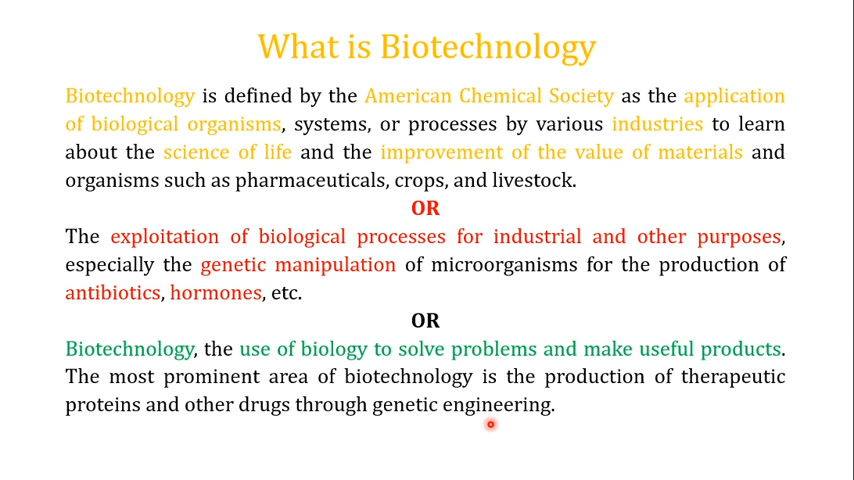 What is Biotechnology
Biotechnology is defined by the American Chemical Society as the application
of biological organisms, systems, or processes by various industries to learn
about the science of life and the improvement of the value of materials and
organisms such as pharmaceuticals, crops, and livestock.
OR
The exploitation of biological processes for industrial and other purposes,
especially the genetic manipulation of microorganisms for the production of
antibiotics, hormones, etc.
OR
Biotechnology, the use of biology to solve problems and make useful products.
The most prominent area of biotechnology is the production of therapeutic
proteins and other drugs through genetic engineering.